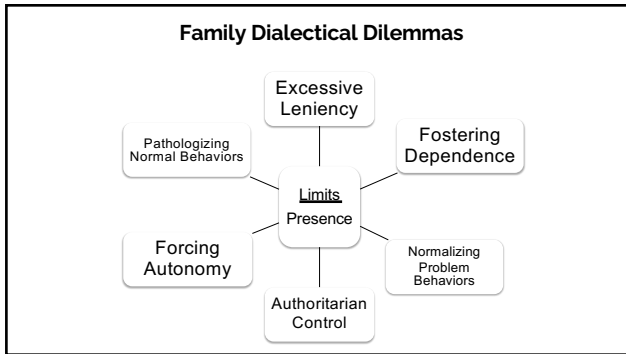 Family Dialectical Dilemmas
Excessive
Leniency
Pathologizing
Normal Behaviors
Fostering
Dependence
Limits
Presence
Forcing
Autonomy
Normalizing
Problem
Behaviors
Authoritarian
Control